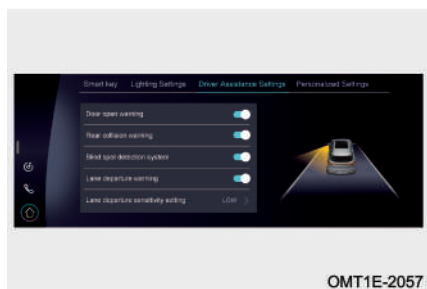 Smart key Lighting Settings Driver Assistance Settings Personalized Settings
Door open warning
Rear collision warning
Blind spot detection system
Lane departure warning
Lane departure sensitivity setting LOW >
OMT1E-2057